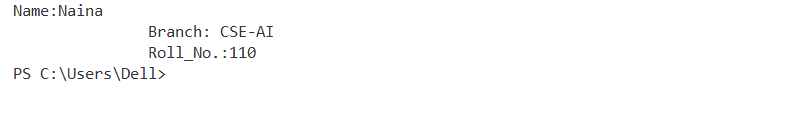 Name:Naina
Branch: CSE-AI
Roll_No.:110
PS C:\Users\Dell>